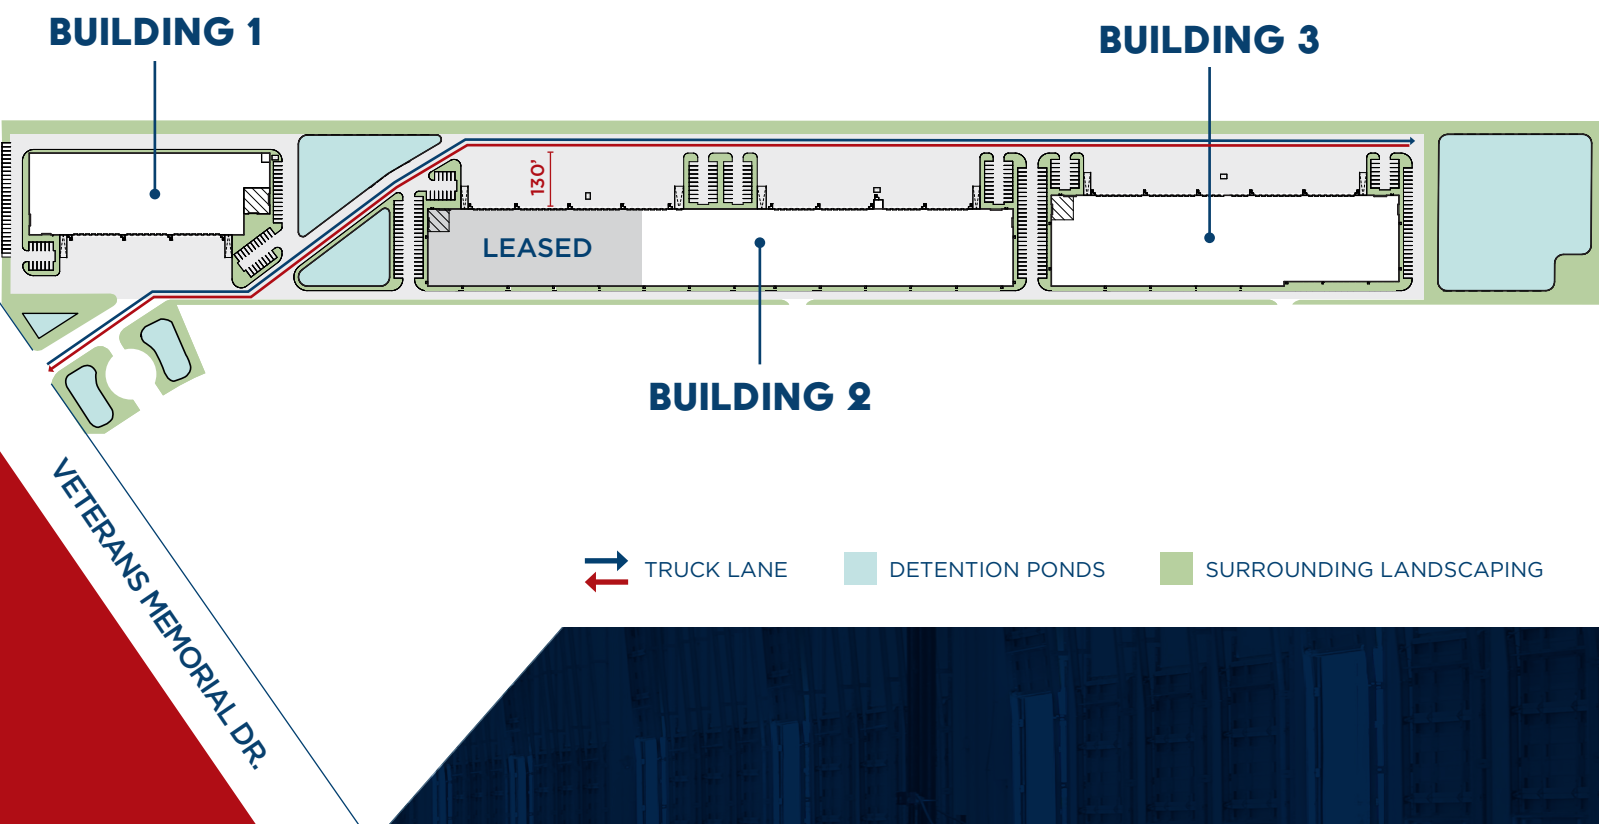 BUILDING 1
BUILDING 3
130'
LEASED
BUILDING 2
VETERANS MEMORIAL DR.
TRUCK LANE
DETENTION PONDS
SURROUNDING LANDSCAPING